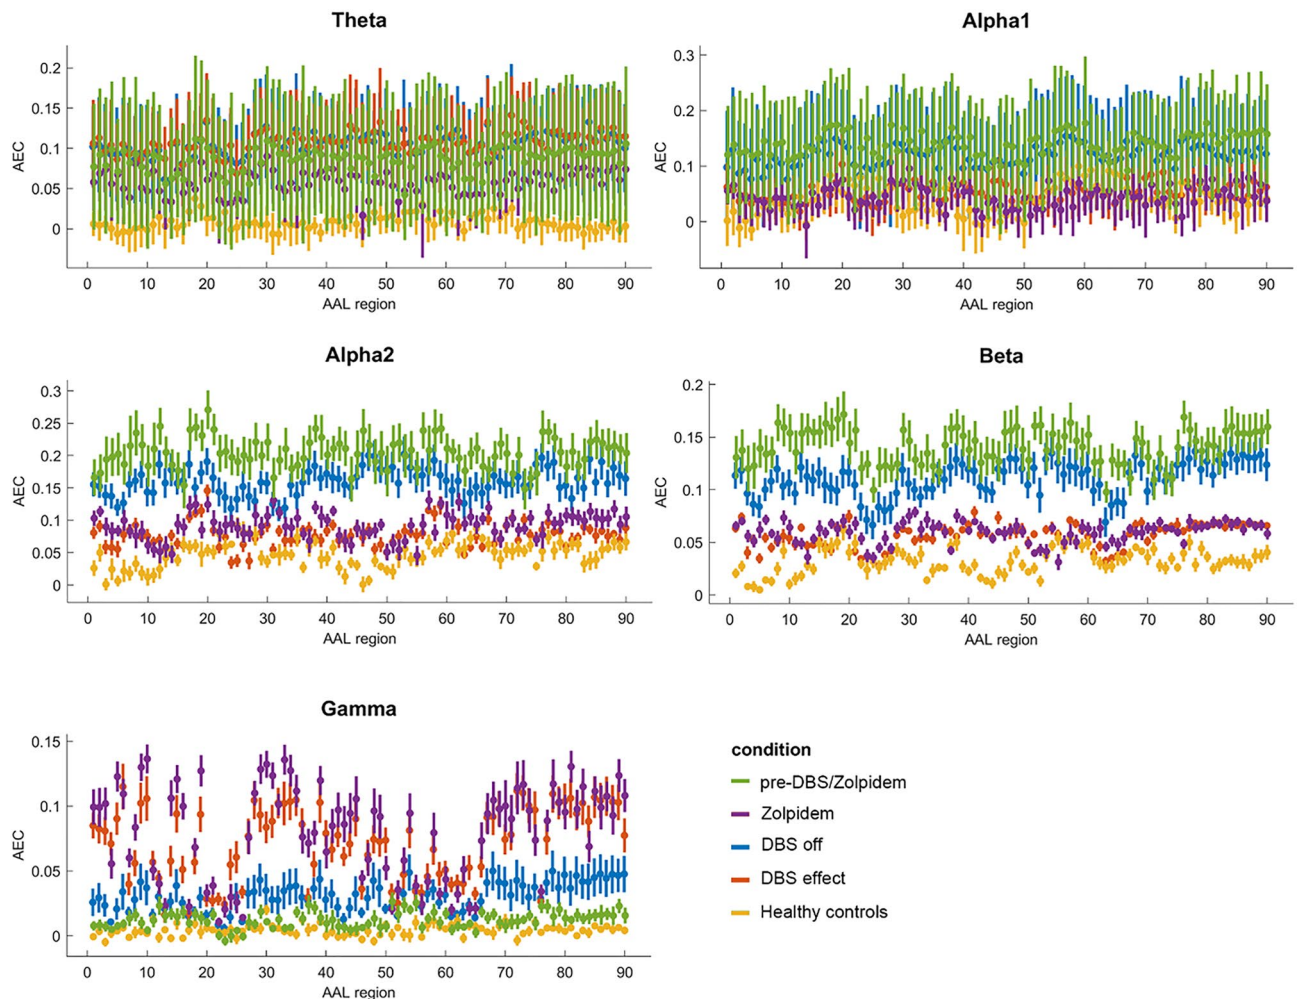 Theta
Alpha1
0.2
0.15
0.1
0.05
0
AEC
0 10 20 30 40 50 60 70 80 90
AAL region
0.3
0.2
0.1
0
AEC
0 10 20 30 40 50 60 70 80 90
AAL region
Alpha2
Beta
0.3
0.25
0.2
0.15
0.1
0.05
0
AEC
0 10 20 30 40 50 60 70 80 90
AAL region
0.2
0.15
0.1
0.05
0
AEC
0 10 20 30 40 50 60 70 80 90
AAL region
Gamma
0.15
0.1
0.05
0
AEC
0 10 20 30 40 50 60 70 80 90
AAL region
condition
pre-DBS/Zolpidem
Zolpidem
DBS off
DBS effect
Healthy controls